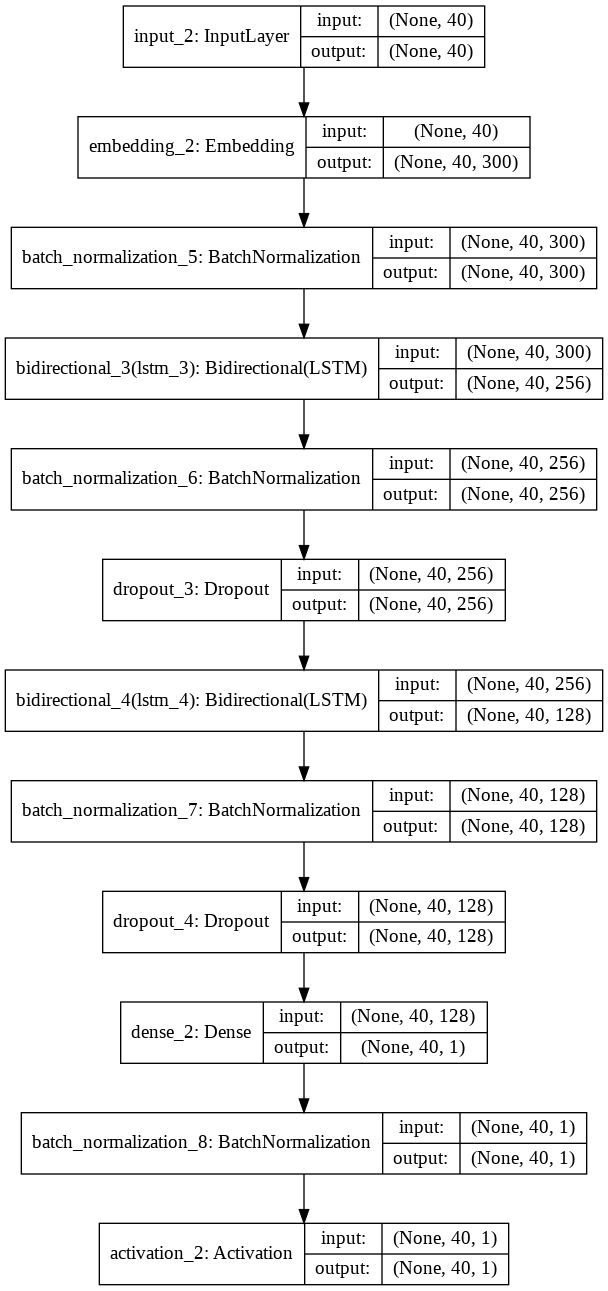 input_2: InputLayer
input: (None, 40)
output: (None, 40)
embedding_2: Embedding
input: (None, 40)
output: (None, 40, 300)
batch_normalization_5: BatchNormalization
input: (None, 40, 300)
output: (None, 40, 300)
bidirectional_3(lstm_3): Bidirectional(LSTM)
input: (None, 40, 300)
output: (None, 40, 256)
batch_normalization_6: BatchNormalization
input: (None, 40, 256)
output: (None, 40, 256)
dropout_3: Dropout
input: (None, 40, 256)
output: (None, 40, 256)
bidirectional_4(lstm_4): Bidirectional(LSTM)
input: (None, 40, 256)
output: (None, 40, 128)
batch_normalization_7: BatchNormalization
input: (None, 40, 128)
output: (None, 40, 128)
dropout_4: Dropout
input: (None, 40, 128)
output: (None, 40, 128)
dense_2: Dense
input: (None, 40, 128)
output: (None, 40, 1)
batch_normalization_8: BatchNormalization
input: (None, 40, 1)
output: (None, 40, 1)
activation_2: Activation
input: (None, 40, 1)
output: (None, 40, 1)